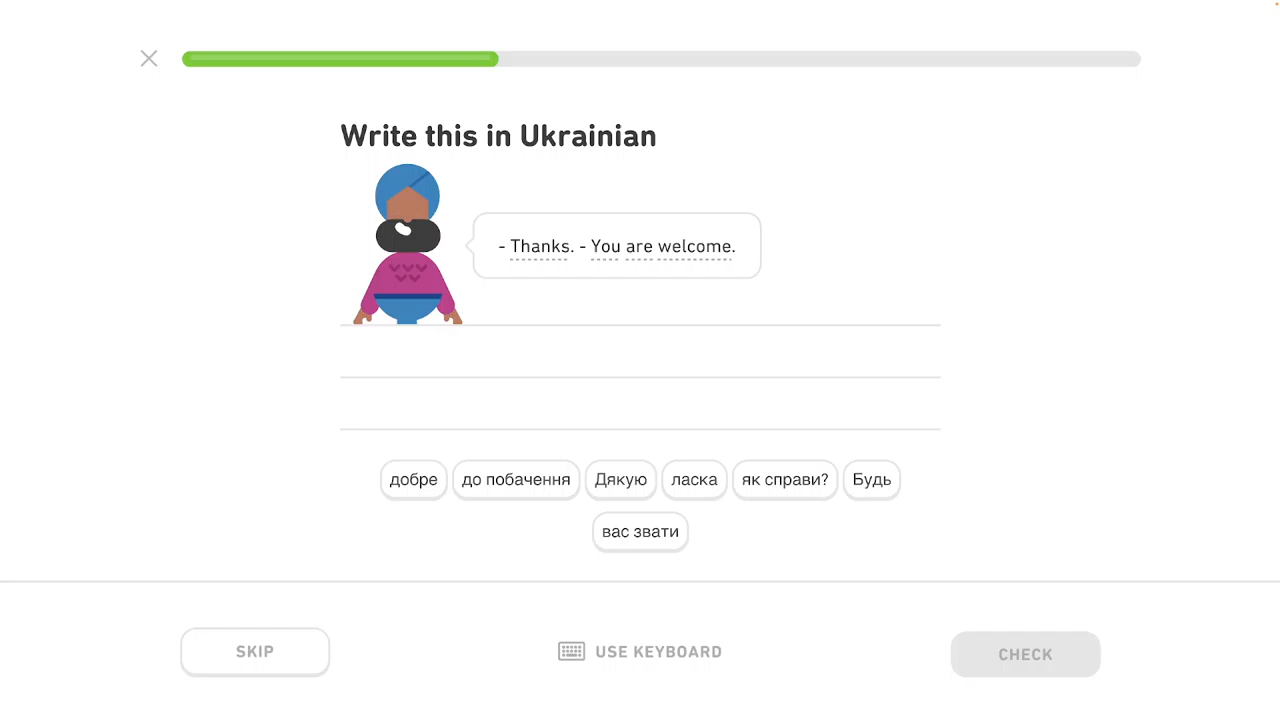 Write this in Ukrainian
- Thanks. - You are welcome.
добре до побачення Дякую ласка як справи? Будь
вас звати
SKIP USE KEYBOARD CHECK